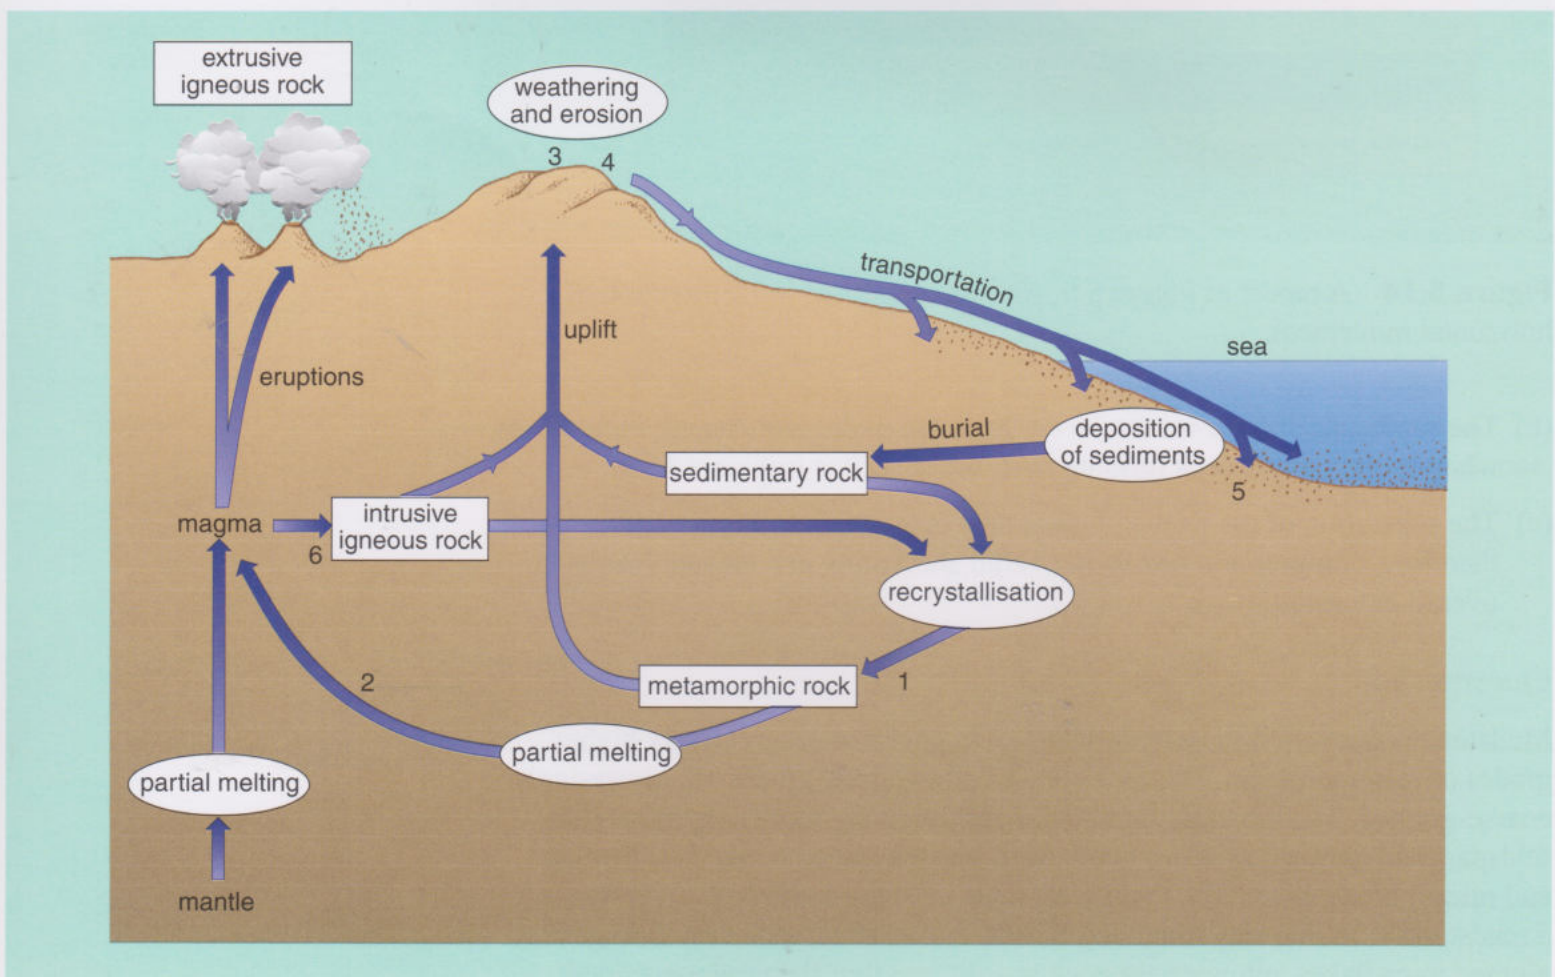 extrusive
igneous rock
weathering
and erosion
3
4
transportation
uplift
sea
eruptions
burial
deposition
of sediments
sedimentary rock
5
magma
intrusive
igneous rock
6
recrystallisation
2
metamorphic rock
1
partial melting
partial melting
mantle